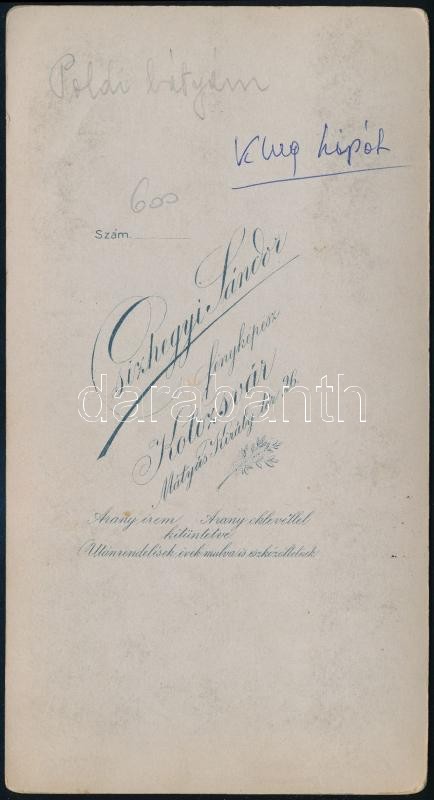 Poldi bátyám
Klug Lipót
600
Szám.
Csizhegyi Sándor
fényképész
Kolozsvár
Mátyás Király tér 26
darabanth
Arany érem Arany oklevéllel
kitüntetve
Utánrendelések évek mulva is eszközöltetnek.